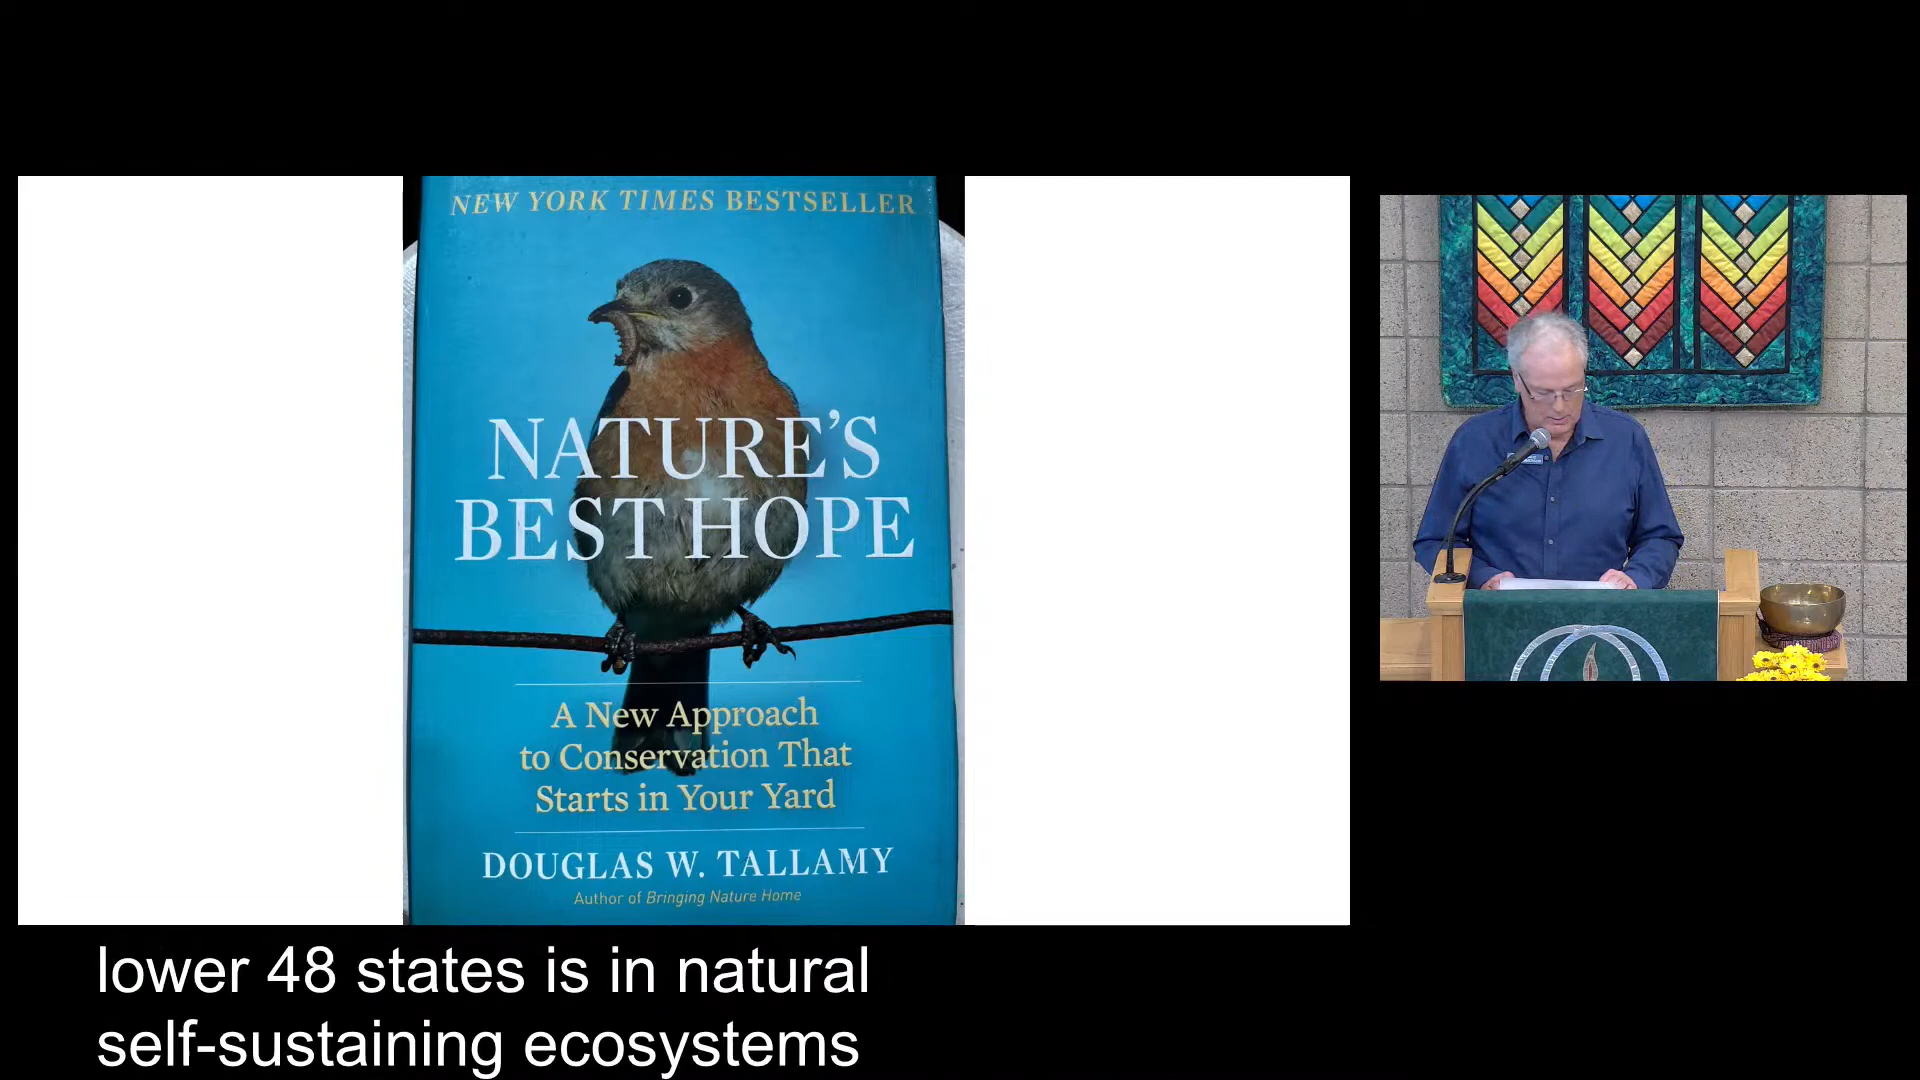 NEW YORK TIMES BESTSELLER
NATURE'S
BEST HOPE
A New Approach
to Conservation That
Starts in Your Yard
DOUGLAS W. TALLAMY
Author of Bringing Nature Home
lower 48 states is in natural
self-sustaining ecosystems